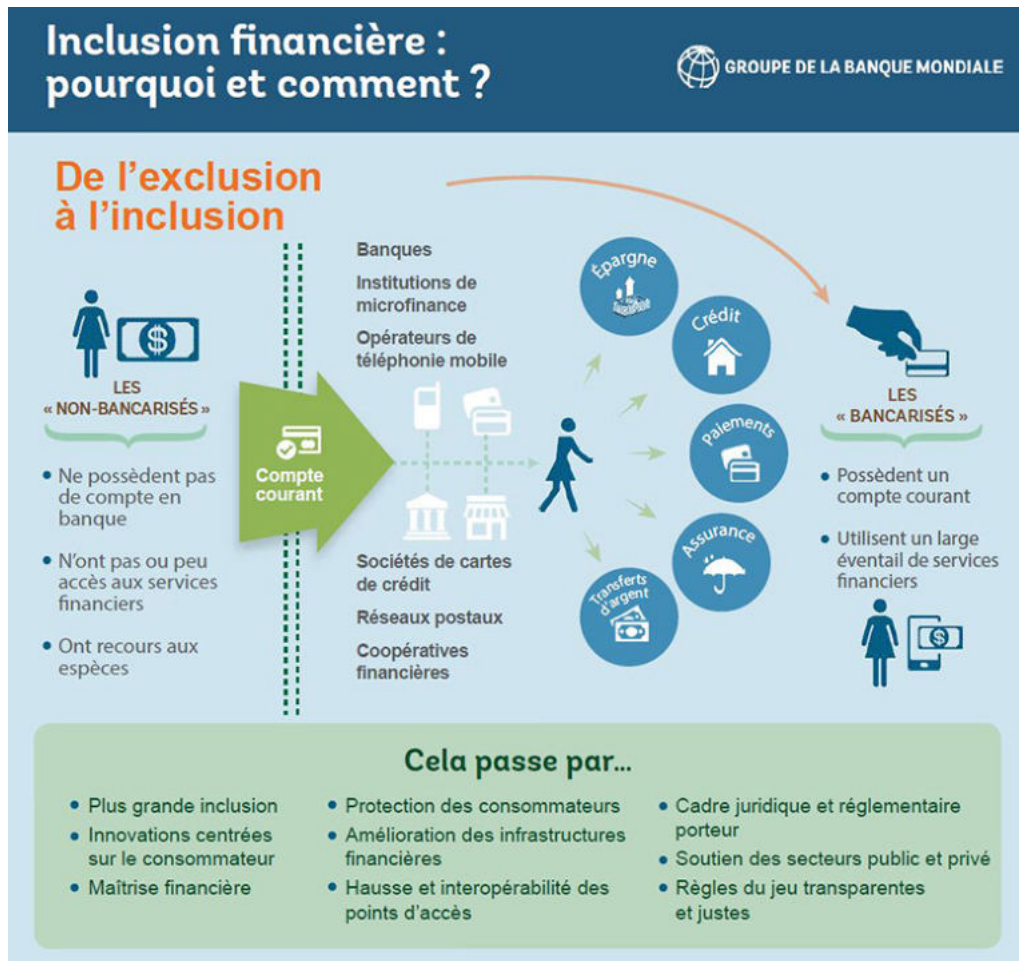 Inclusion financière :
pourquoi et comment ?
GROUPE DE LA BANQUE MONDIALE
De l’exclusion
à l’inclusion
LES
« NON-BANCARISÉS »
Ne possèdent pas
de compte en
banque
N'ont pas ou peu
accès aux services
financiers
Ont recours aux
espèces
Compte
courant
Banques
Institutions de
microfinance
Opérateurs de
téléphonie mobile
Sociétés de cartes
de crédit
Réseaux postaux
Coopératives
financières
Épargne
Crédit
Paiements
Assurance
Transferts
d'argent
LES
« BANCARISÉS »
Possèdent un
compte courant
Utilisent un large
éventail de services
financiers
Cela passe par...
Plus grande inclusion
Innovations centrées
sur le consommateur
Maîtrise financière
Protection des consommateurs
Amélioration des infrastructures
financières
Hausse et interopérabilité des
points d’accès
Cadre juridique et réglementaire
porteur
Soutien des secteurs public et privé
Règles du jeu transparentes
et justes